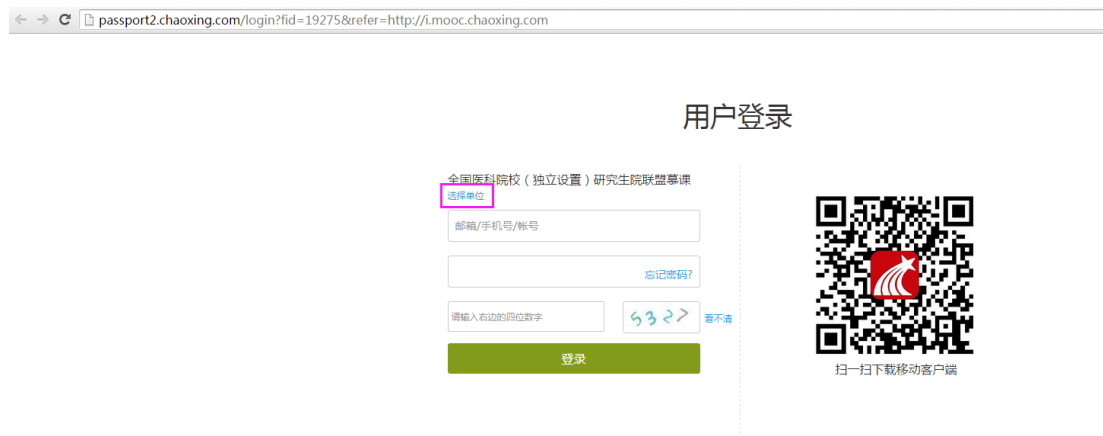 passport2.chaoxing.com/login?fid=19275&refer=http://i.mooc.chaoxing.com
用户登录
全国医科院校（独立设置）研究生院联盟慕课
选择单位
邮箱/手机号/帐号
忘记密码?
请输入右边的四位数字
5327
看不清
登录
扫一扫下载移动客户端